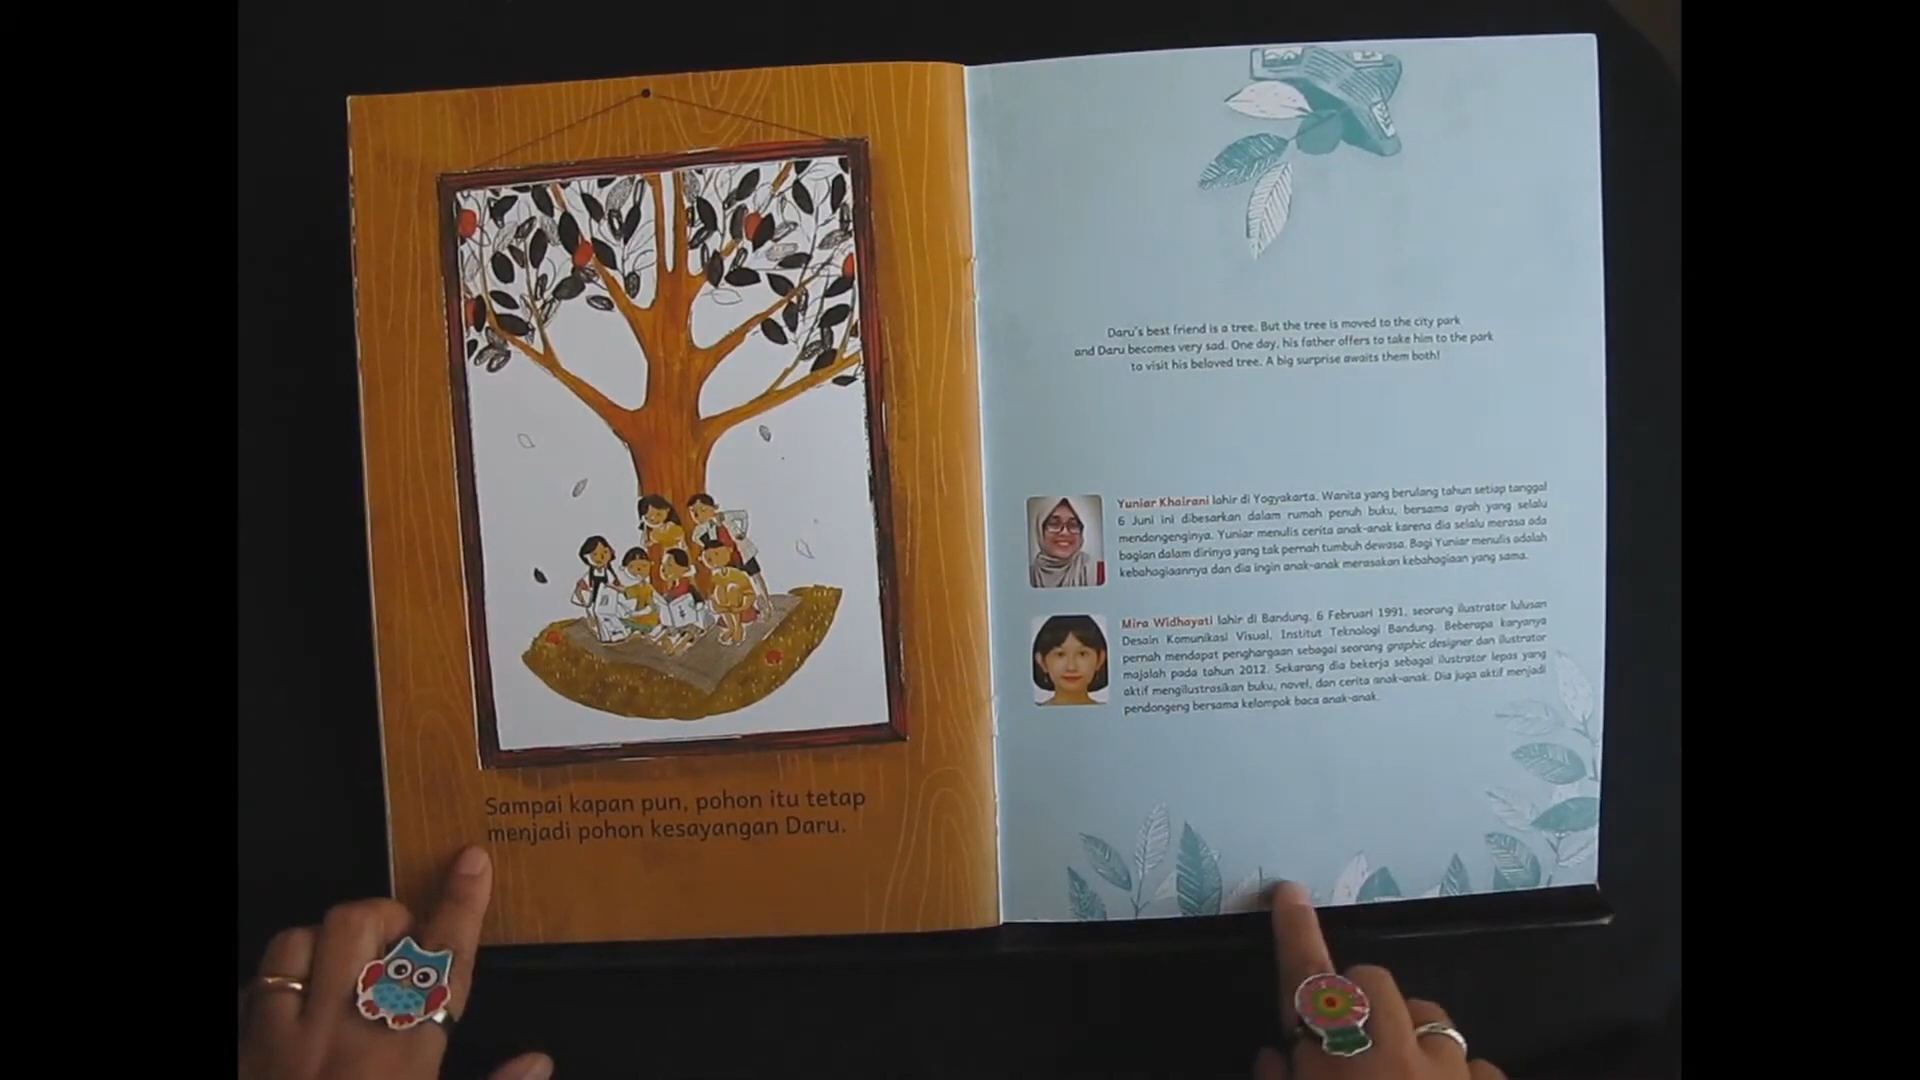 Sampai kapan pun, pohon itu tetap
menjadi pohon kesayangan Daru.
Daru's best friend is a tree. But the tree is moved to the city park
and Daru becomes very sad. One day, his father offers to take him to the park
to visit his beloved tree. A big surprise awaits them both!
Yuniar Khairani lahir di Yogyakarta. Wanita yang berulang tahun setiap tanggal
6 Juni ini dibesarkan dalam rumah penuh buku, bersama ayah yang selalu
mendongenginya. Yuniar menulis cerita anak-anak karena dia selalu merasa ada
bagian dalam dirinya yang tak pernah tumbuh dewasa. Bagi Yuniar menulis adalah
kebahagiaannya dan dia ingin anak-anak merasakan kebahagiaan yang sama.
Mira Widhayati lahir di Bandung, 6 Februari 1991, seorang ilustrator lulusan
Desain Komunikasi Visual, Institut Teknologi Bandung. Beberapa karyanya
pernah mendapat penghargaan sebagai seorang graphic designer dan ilustrator
majalah pada tahun 2012. Sekarang dia bekerja sebagai ilustrator lepas yang
aktif mengilustrasikan buku, novel, dan cerita anak-anak. Dia juga aktif menjadi
pendongeng bersama kelompok baca anak-anak.